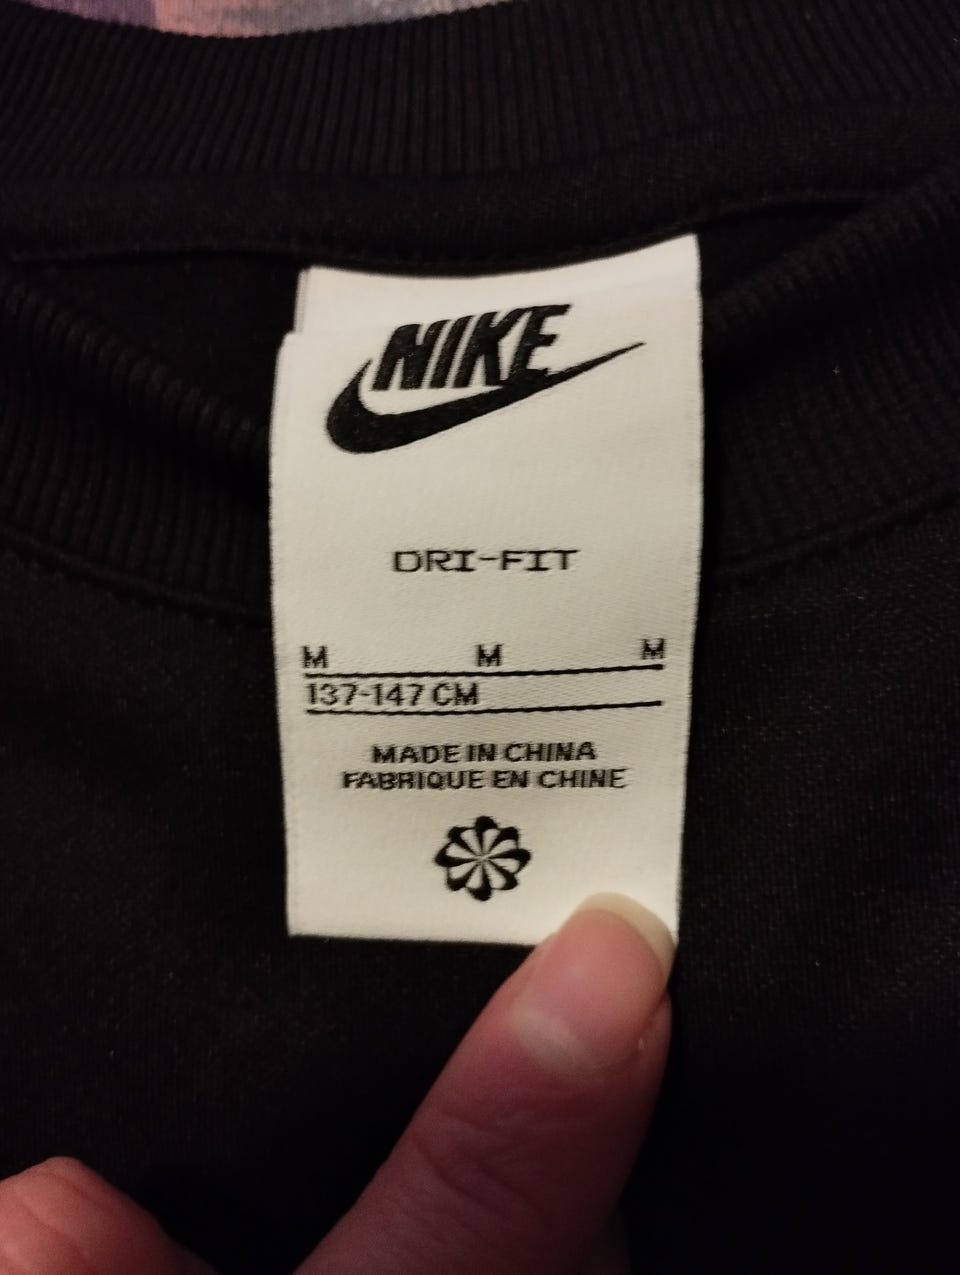 NIKE
DRI-FIT
M M M
137-147 CM
MADE IN CHINA
FABRIQUE EN CHINE